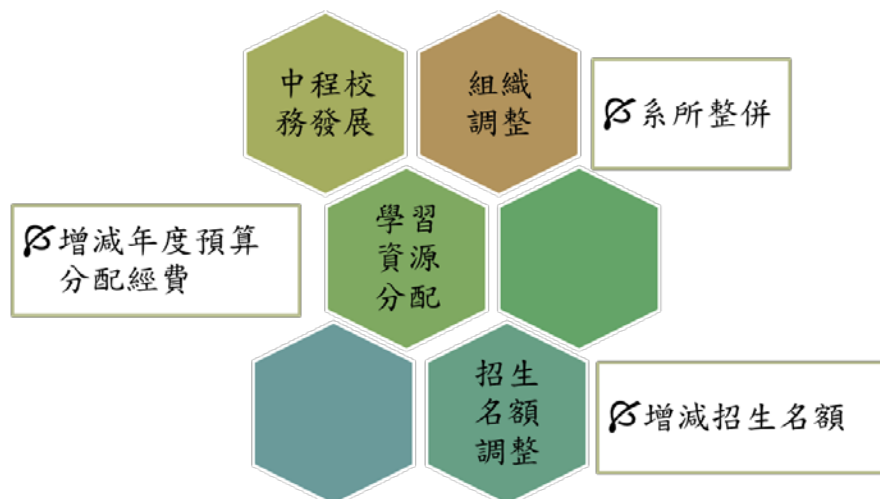 中程校
務發展
組織
調整
系所整併
學習
資源
分配
增減年度預算
分配經費
招生
名額
調整
增減招生名額